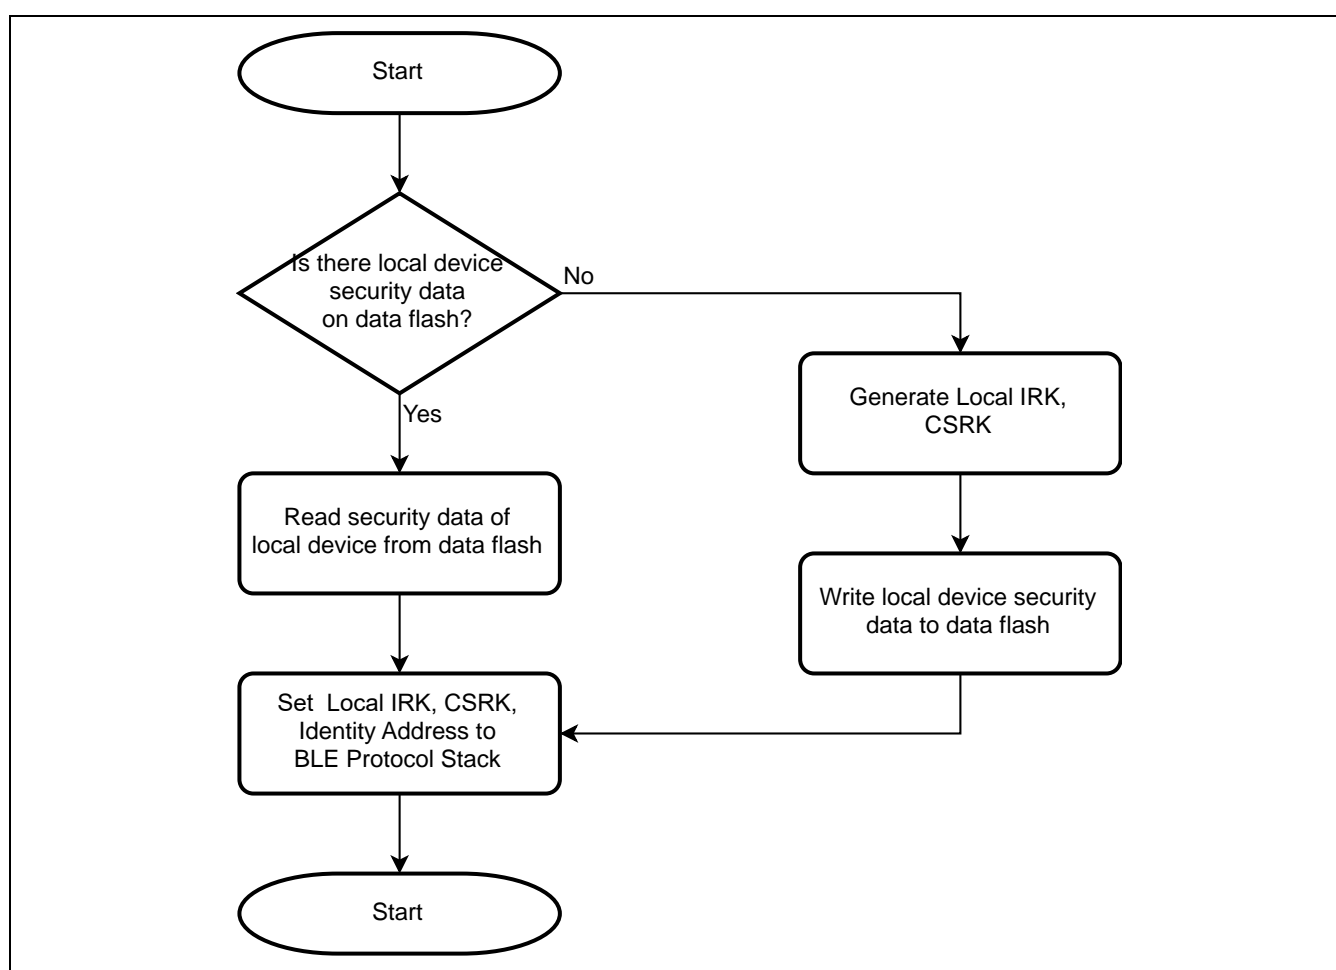 Start
Is there local device
security data
on data flash?
No
Yes
Generate Local IRK,
CSRK
Read security data of
local device from data flash
Write local device security
data to data flash
Set  Local IRK, CSRK,
Identity Address to
BLE Protocol Stack
Start